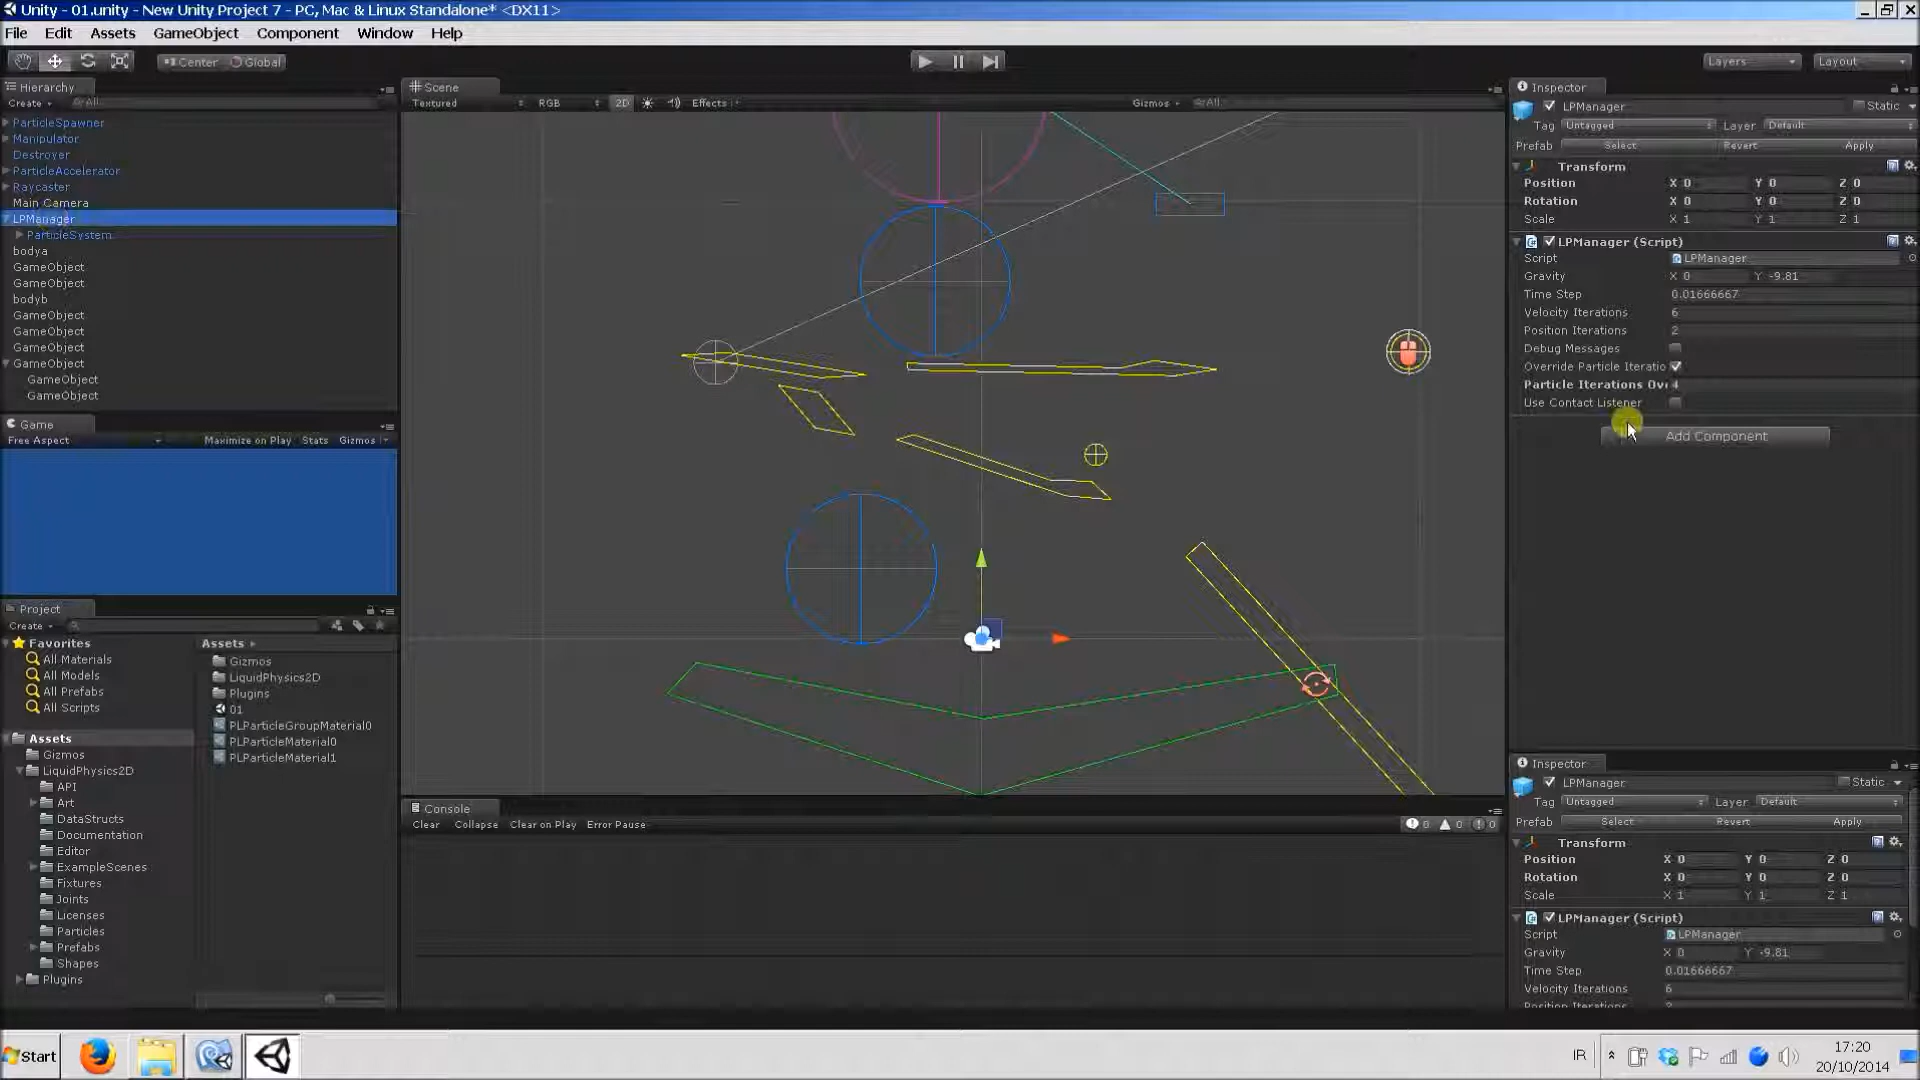 Unity - 01.unity - New Unity Project 7 - PC, Mac & Linux Standalone* <DX11>
File Edit Assets GameObject Component Window Help
Center Global Layers Layout
Hierarchy
Create All
ParticleSpawner
Manipulator
Destroyer
ParticleAccelerator
Raycaster
Main Camera
LPManager
ParticleSystem
bodya
GameObject
GameObject
bodyb
GameObject
GameObject
GameObject
GameObject
GameObject
GameObject
Game
Free Aspect Maximize on Play Stats Gizmos
Project
Create
Favorites
All Materials
All Models
All Prefabs
All Scripts
Assets
Gizmos
LiquidPhysics2D
API
Art
DataStructs
Documentation
Editor
ExampleScenes
Fixtures
Joints
Licenses
Particles
Prefabs
Shapes
Plugins
Assets
Gizmos
LiquidPhysics2D
Plugins
01
PLParticleGroupMaterial0
PLParticleMaterial0
PLParticleMaterial1
Scene
Textured RGB 2D Effects Gizmos All
Console
Clear Collapse Clear on Play Error Pause 0 0 0
Inspector
LPManager Static
Tag Untagged Layer Default
Prefab Select Revert Apply
Transform
Position X 0 Y 0 Z 0
Rotation X 0 Y 0 Z 0
Scale X 1 Y 1 Z 1
LPManager (Script)
Script LPManager
Gravity X 0 Y -9.81
Time Step 0.01666667
Velocity Iterations 6
Position Iterations 2
Debug Messages
Override Particle Iteratio
Particle Iterations Ov 4
Use Contact Listener
Add Component
Inspector
LPManager Static
Tag Untagged Layer Default
Prefab Select Revert Apply
Transform
Position X 0 Y 0 Z 0
Rotation X 0 Y 0 Z 0
Scale X 1 Y 1 Z 1
LPManager (Script)
Script LPManager
Gravity X 0 Y -9.81
Time Step 0.01666667
Velocity Iterations 6
Position Iterations
Start IR 17:20
20/10/2014